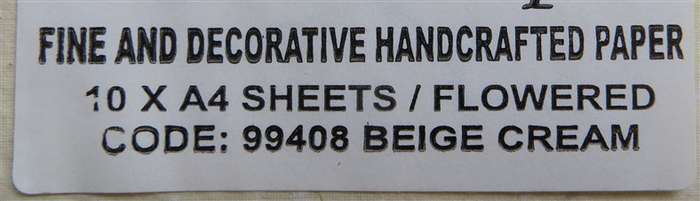 FINE AND DECORATIVE HANDCRAFTED PAPER
10 X A4 SHEETS / FLOWERED
CODE: 99408 BEIGE CREAM